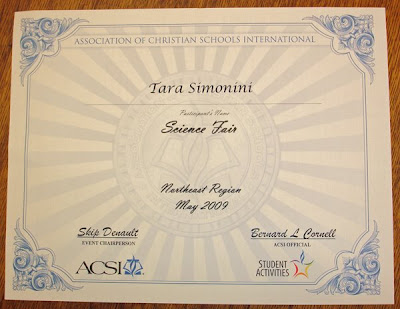 ASSOCIATION OF CHRISTIAN SCHOOLS INTERNATIONAL
Tara Simonini
Participant's Name
Science Fair
Northeast Region
May 2009
Skip Denault
EVENT CHAIRPERSON
Bernard L Cornell
ACSI OFFICIAL
ACSI
STUDENT
ACTIVITIES